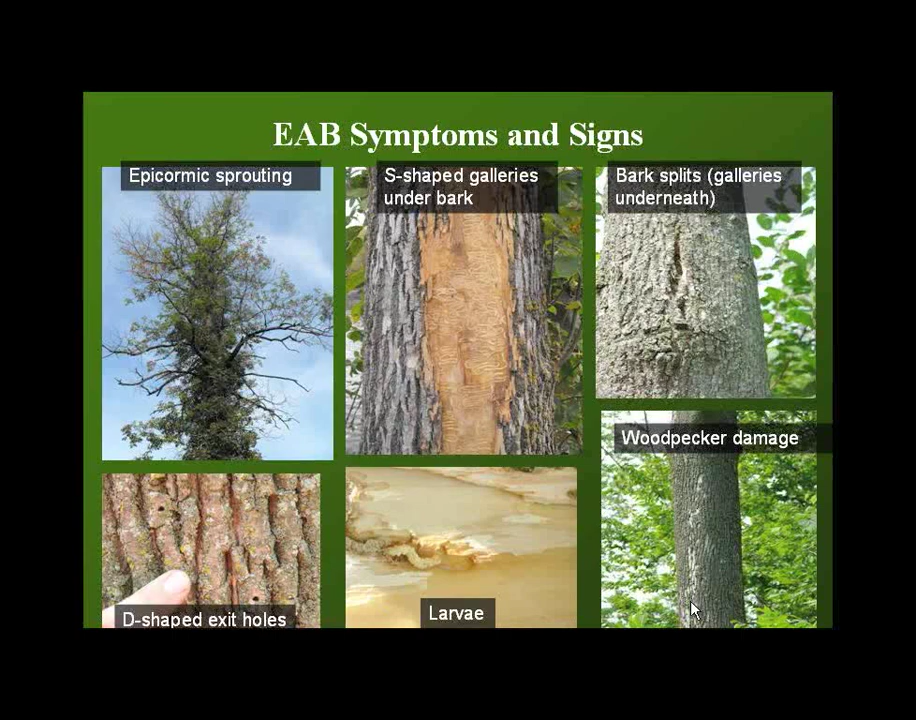 EAB Symptoms and Signs
Epicormic sprouting
S-shaped galleries
under bark
Bark splits (galleries
underneath)
Woodpecker damage
D-shaped exit holes
Larvae